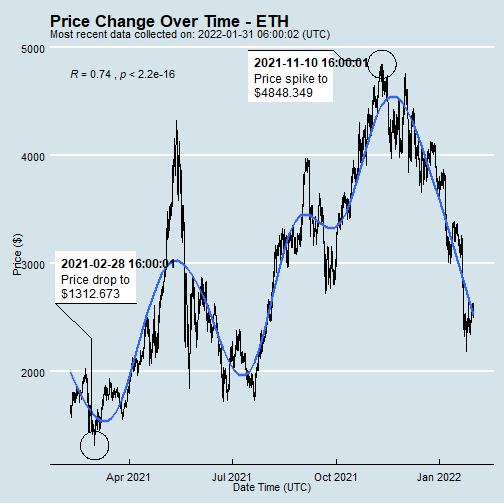 Price Change Over Time - ETH
Most recent data collected on: 2022-01-31 06:00:02 (UTC)
5000
2021-11-10 16:00:01
Price spike to
$4848.349
R = 0.74 , p < 2.2e-16
4000
Price ($)
3000
2021-02-28 16:00:01
Price drop to
$1312.673
2000
Apr 2021
Jul 2021
Oct 2021
Jan 2022
Date Time (UTC)